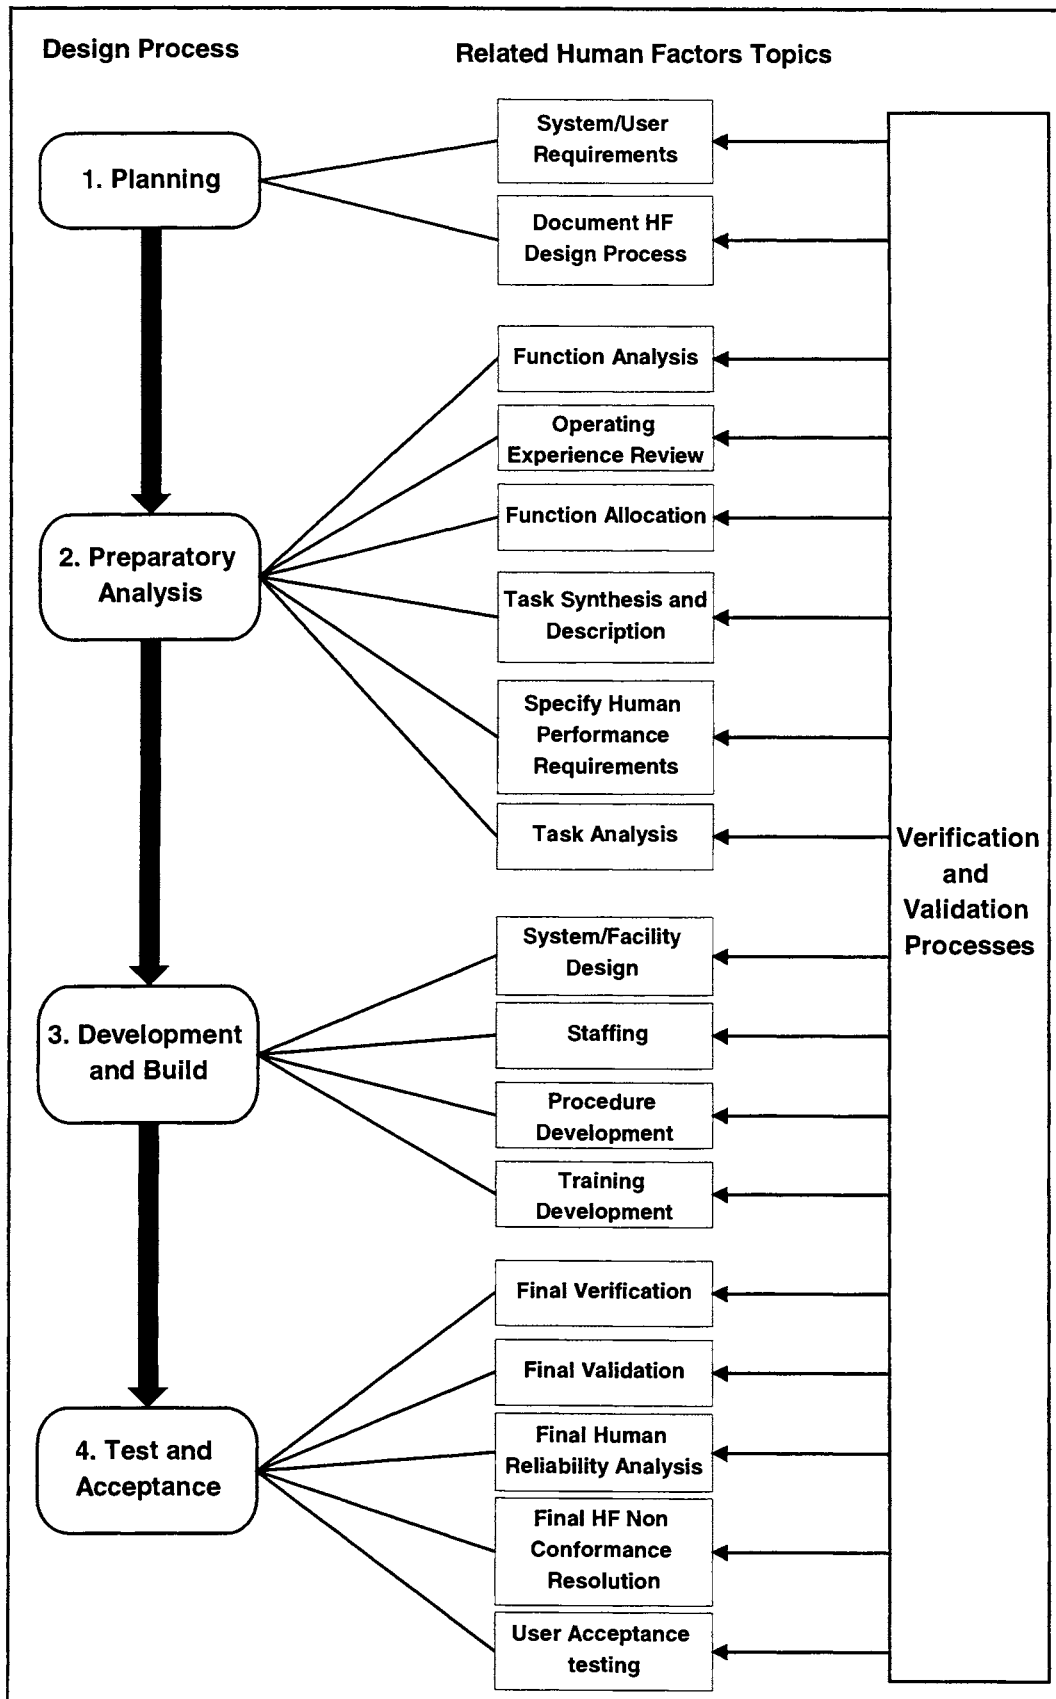 Design Process
Related Human Factors Topics
1. Planning
System/User
Requirements
Document HF
Design Process
2. Preparatory
Analysis
Function Analysis
Operating
Experience Review
Function Allocation
Task Synthesis and
Description
Specify Human
Performance
Requirements
Task Analysis
3. Development
and Build
System/Facility
Design
Staffing
Procedure
Development
Training
Development
4. Test and
Acceptance
Final Verification
Final Validation
Final Human
Reliability Analysis
Final HF Non
Conformance
Resolution
User Acceptance
testing
Verification
and
Validation
Processes